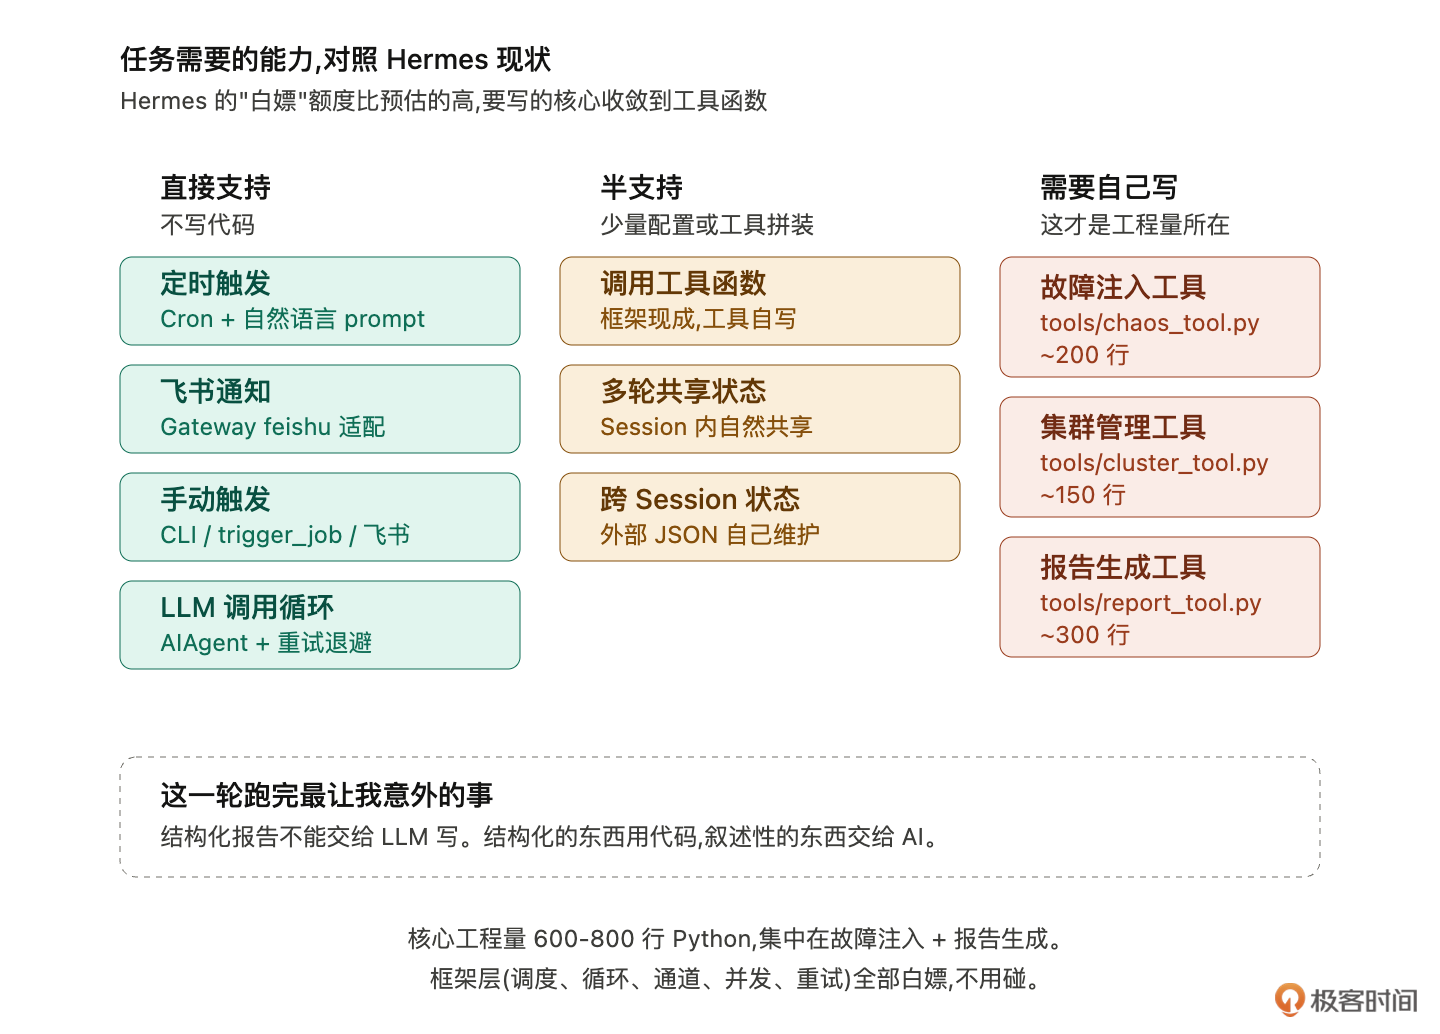 任务需要的能力,对照 Hermes 现状
Hermes 的"白嫖"额度比预估的高,要写的核心收敛到工具函数
直接支持
不写代码
定时触发
Cron + 自然语言 prompt
飞书通知
Gateway feishu 适配
手动触发
CLI / trigger_job / 飞书
LLM 调用循环
AIAgent + 重试退避
半支持
少量配置或工具拼装
调用工具函数
框架现成,工具自写
多轮共享状态
Session 内自然共享
跨 Session 状态
外部 JSON 自己维护
需要自己写
这才是工程量所在
故障注入工具
tools/chaos_tool.py
~200 行
集群管理工具
tools/cluster_tool.py
~150 行
报告生成工具
tools/report_tool.py
~300 行
这一轮跑完最让我意外的事
结构化报告不能交给 LLM 写。结构化的东西用代码,叙述性的东西交给 AI。
核心工程量 600-800 行 Python,集中在故障注入 + 报告生成。
框架层(调度、循环、通道、并发、重试)全部白嫖,不用碰。
极客时间